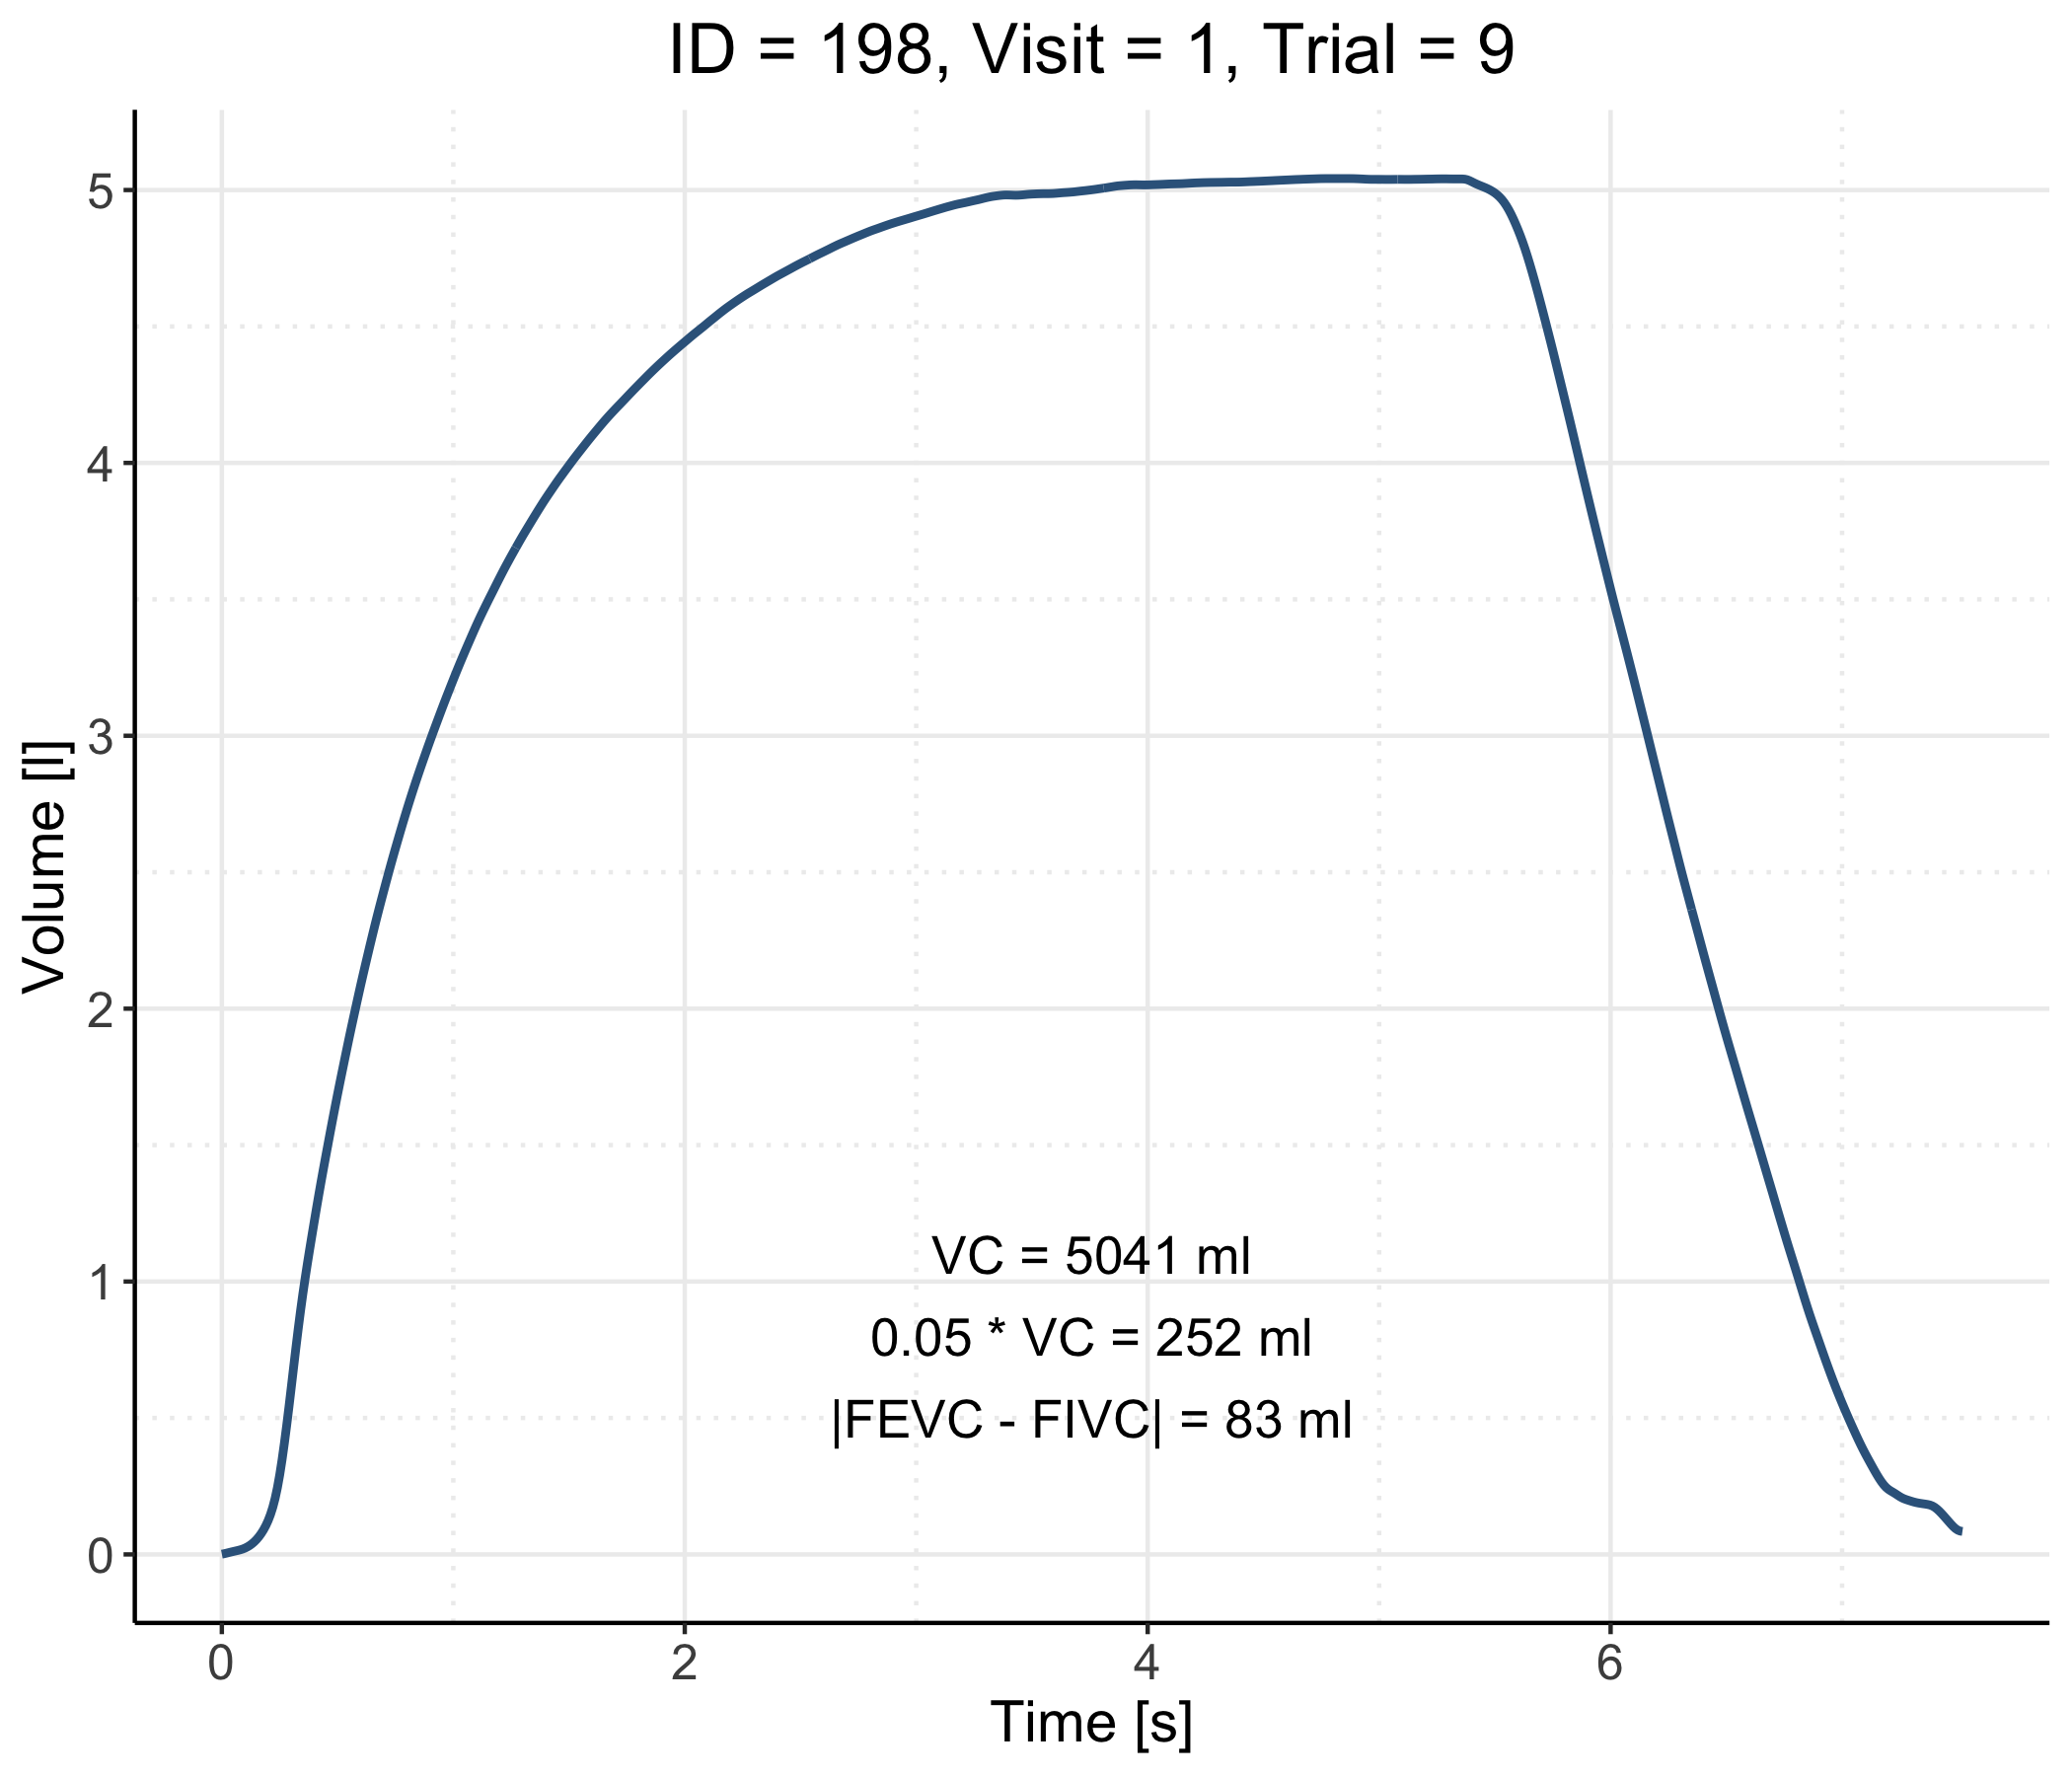 ID = 198, Visit = 1, Trial = 9
5
4
3
2
1
0
Volume [l]
VC = 5041 ml
0.05 * VC = 252 ml
|FEVC - FIVC| = 83 ml
0 2 4 6
Time [s]